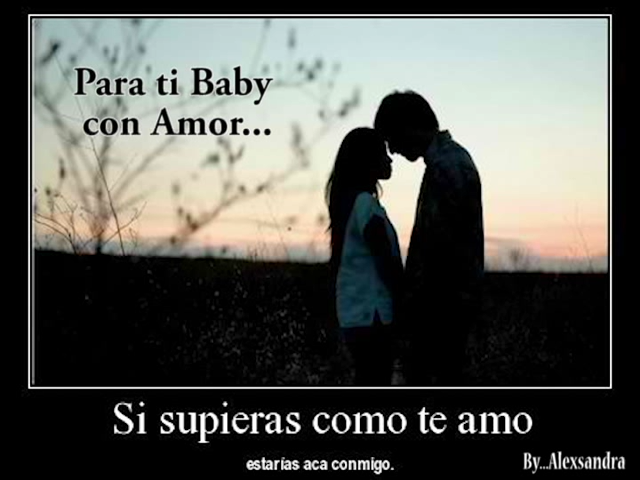 Para ti Baby
con Amor...
Si supieras como te amo
estarías aca conmigo.
By...Alexsandra